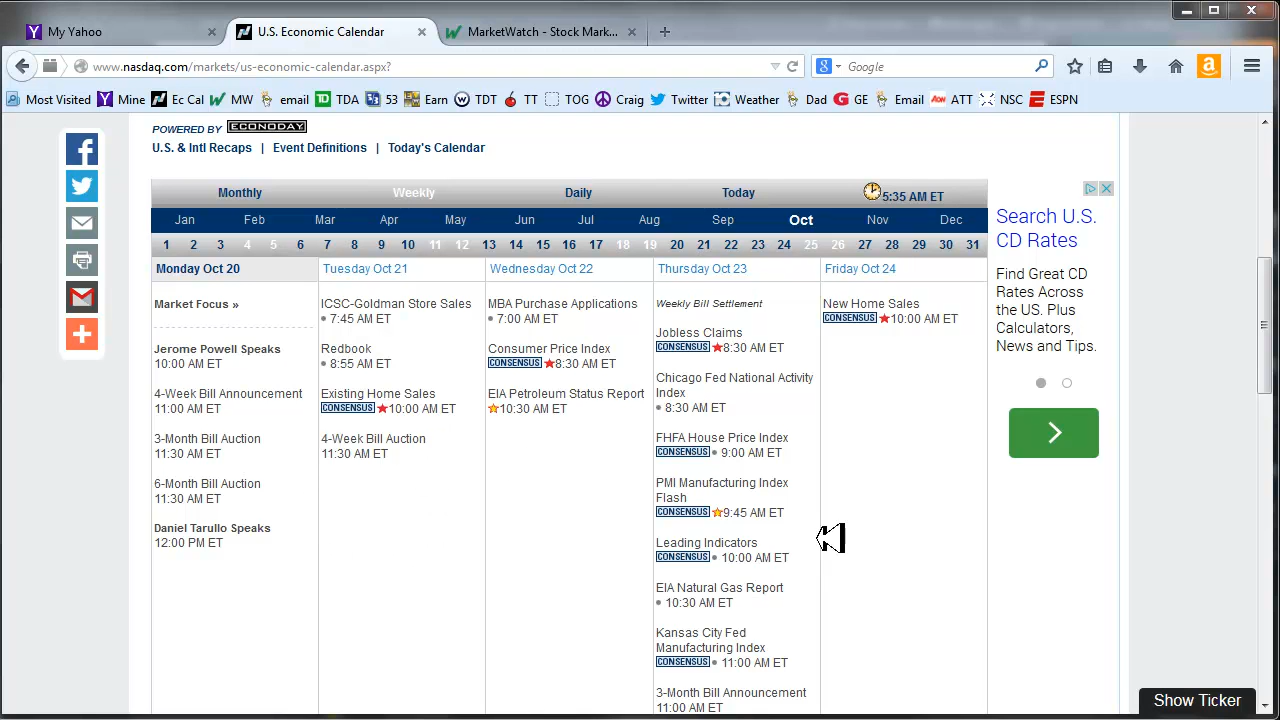 My Yahoo
U.S. Economic Calendar
MarketWatch - Stock Mark...
www.nasdaq.com/markets/us-economic-calendar.aspx?
Google
Most Visited Mine Ec Cal MW email TDA 53 Earn TDT TT TOG Craig Twitter Weather Dad GE Email ATT NSC ESPN
POWERED BY ECONODAY
U.S. & Intl Recaps | Event Definitions | Today's Calendar
Monthly Weekly Daily Today 5:35 AM ET
Jan Feb Mar Apr May Jun Jul Aug Sep Oct Nov Dec
1 2 3 4 5 6 7 8 9 10 11 12 13 14 15 16 17 18 19 20 21 22 23 24 25 26 27 28 29 30 31
Monday Oct 20
Market Focus »
Jerome Powell Speaks
10:00 AM ET
4-Week Bill Announcement
11:00 AM ET
3-Month Bill Auction
11:30 AM ET
6-Month Bill Auction
11:30 AM ET
Daniel Tarullo Speaks
12:00 PM ET
Tuesday Oct 21
ICSC-Goldman Store Sales
7:45 AM ET
Redbook
8:55 AM ET
Existing Home Sales
CONSENSUS 10:00 AM ET
4-Week Bill Auction
11:30 AM ET
Wednesday Oct 22
MBA Purchase Applications
7:00 AM ET
Consumer Price Index
CONSENSUS 8:30 AM ET
EIA Petroleum Status Report
10:30 AM ET
Thursday Oct 23
Weekly Bill Settlement
Jobless Claims
CONSENSUS 8:30 AM ET
Chicago Fed National Activity
Index
8:30 AM ET
FHFA House Price Index
CONSENSUS 9:00 AM ET
PMI Manufacturing Index
Flash
CONSENSUS 9:45 AM ET
Leading Indicators
CONSENSUS 10:00 AM ET
EIA Natural Gas Report
10:30 AM ET
Kansas City Fed
Manufacturing Index
CONSENSUS 11:00 AM ET
3-Month Bill Announcement
11:00 AM ET
Friday Oct 24
New Home Sales
CONSENSUS 10:00 AM ET
Search U.S.
CD Rates
Find Great CD
Rates Across
the US. Plus
Calculators,
News and Tips.
Show Ticker